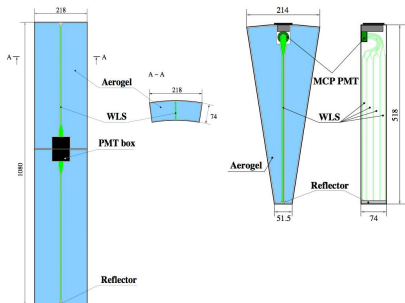 218
A
A
Aerogel
WLS
PMT box
1080
Reflector
A – A
218
74
214
MCP PMT
WLS
518
Aerogel
Reflector
51.5
74